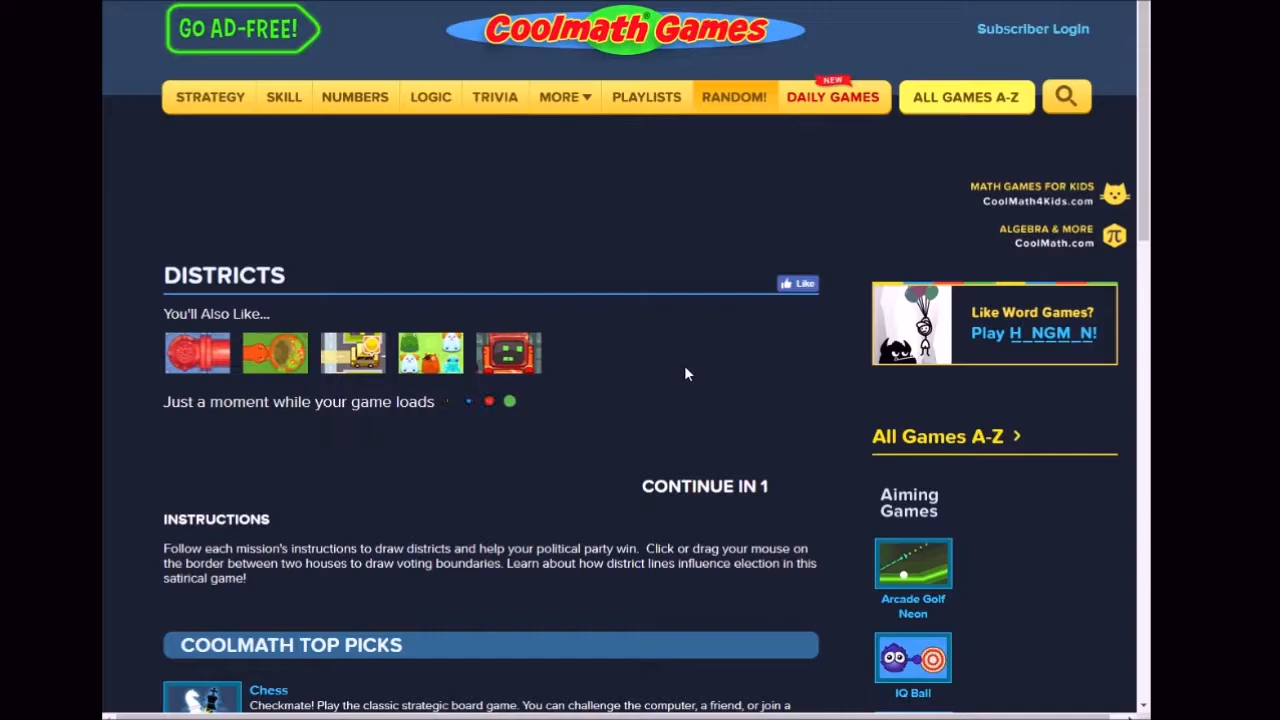 GO AD-FREE!
Coolmath Games
Subscriber Login
STRATEGY SKILL NUMBERS LOGIC TRIVIA MORE PLAYLISTS RANDOM! NEW DAILY GAMES ALL GAMES A-Z
MATH GAMES FOR KIDS
CoolMath4Kids.com
ALGEBRA & MORE
CoolMath.com
DISTRICTS
Like
You'll Also Like...
Just a moment while your game loads
CONTINUE IN 1
INSTRUCTIONS
Follow each mission's instructions to draw districts and help your political party win. Click or drag your mouse on
the border between two houses to draw voting boundaries. Learn about how district lines influence election in this
satirical game!
COOLMATH TOP PICKS
Chess
Checkmate! Play the classic strategic board game. You can challenge the computer, a friend, or join a
Like Word Games?
Play H_NGM_N!
All Games A-Z >
Aiming
Games
Arcade Golf
Neon
IQ Ball